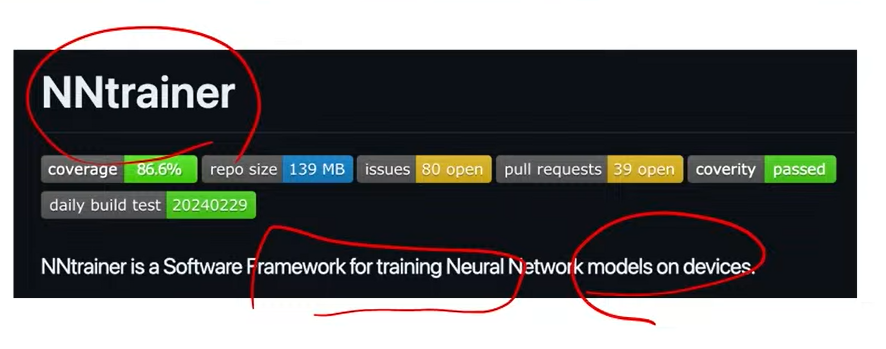 NNtrainer
coverage 86.6% repo size 139 MB issues 80 open pull requests 39 open coverity passed
daily build test 20240229
NNtrainer is a Software Framework for training Neural Network models on devices.